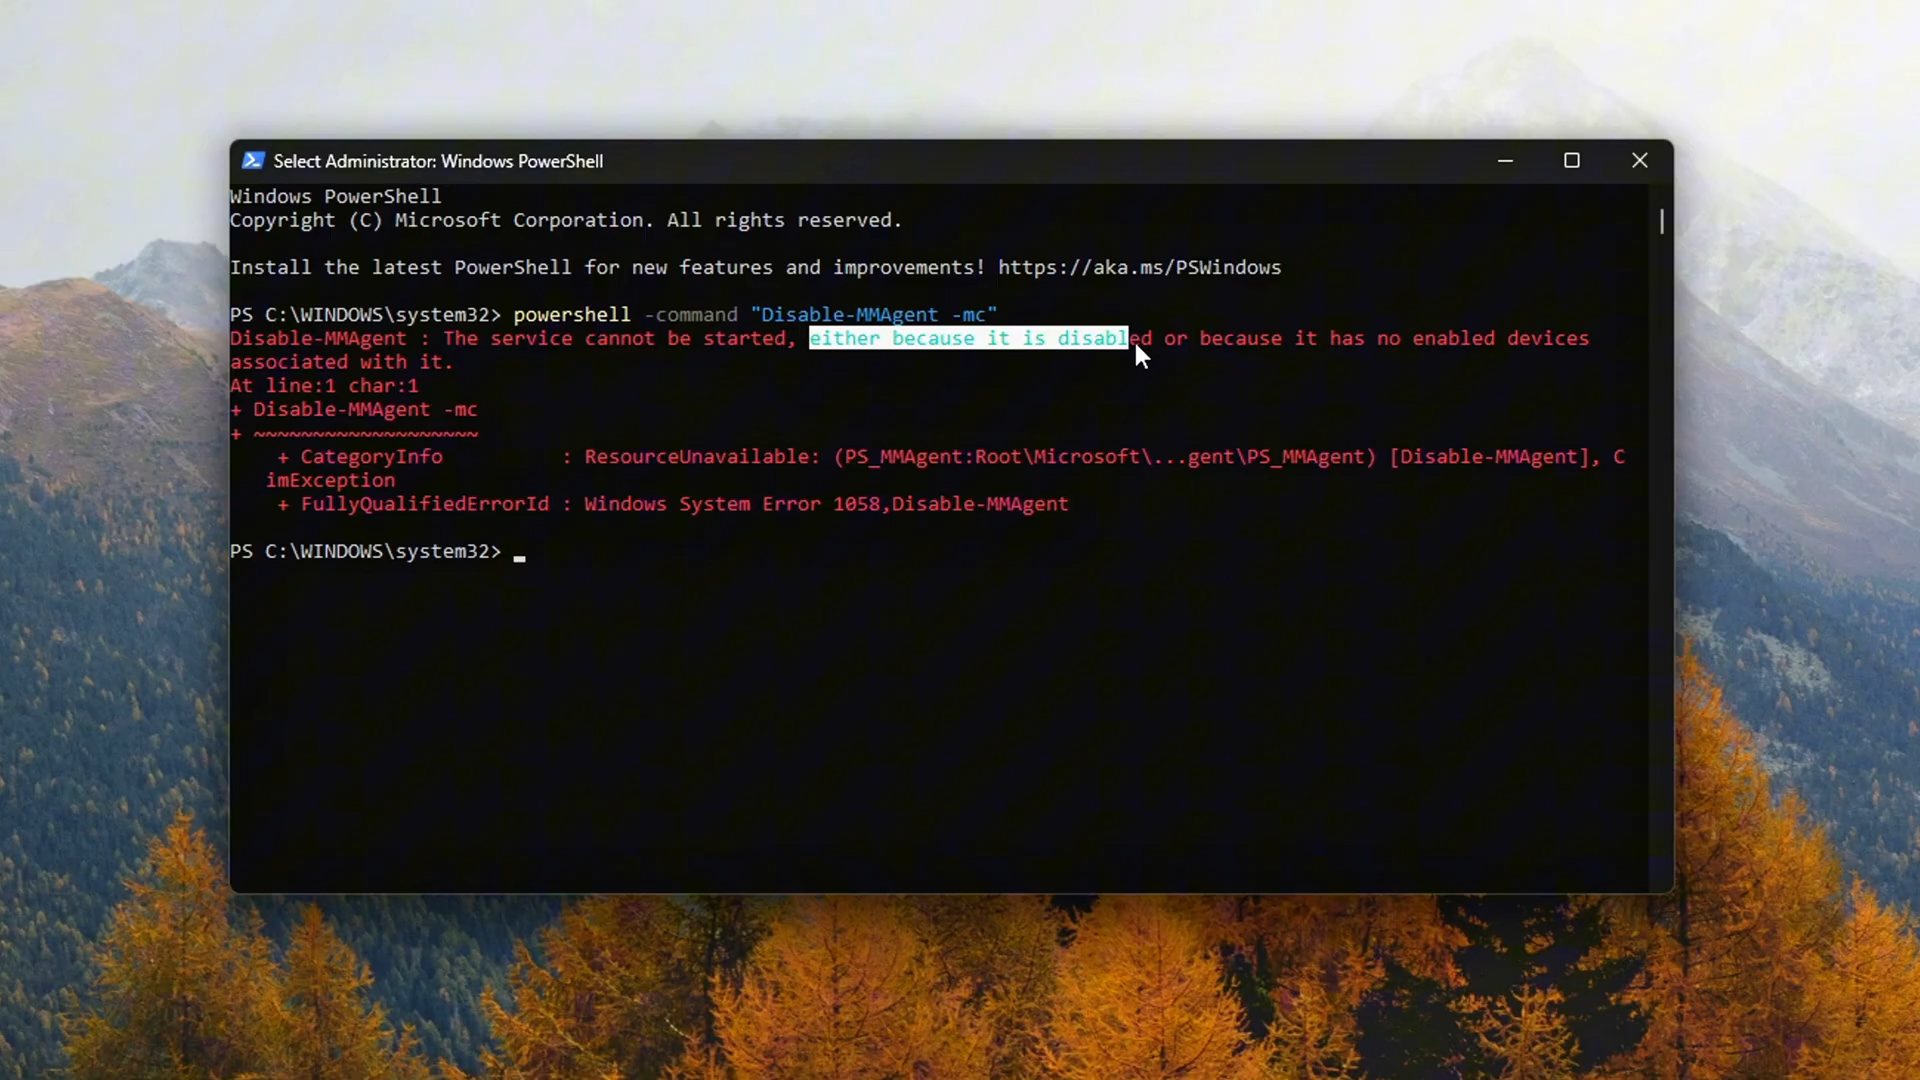 Select Administrator: Windows PowerShell
Windows PowerShell
Copyright (C) Microsoft Corporation. All rights reserved.
Install the latest PowerShell for new features and improvements! https://aka.ms/PSWindows
PS C:\WINDOWS\system32> powershell -command "Disable-MMAgent -mc"
Disable-MMAgent : The service cannot be started, either because it is disabled or because it has no enabled devices
associated with it.
At line:1 char:1
+ Disable-MMAgent -mc
+ ~~~~~~~~~~~~~~~~~~~
    + CategoryInfo          : ResourceUnavailable: (PS_MMAgent:Root\Microsoft\...gent\PS_MMAgent) [Disable-MMAgent], C
   imException
    + FullyQualifiedErrorId : Windows System Error 1058,Disable-MMAgent
PS C:\WINDOWS\system32>